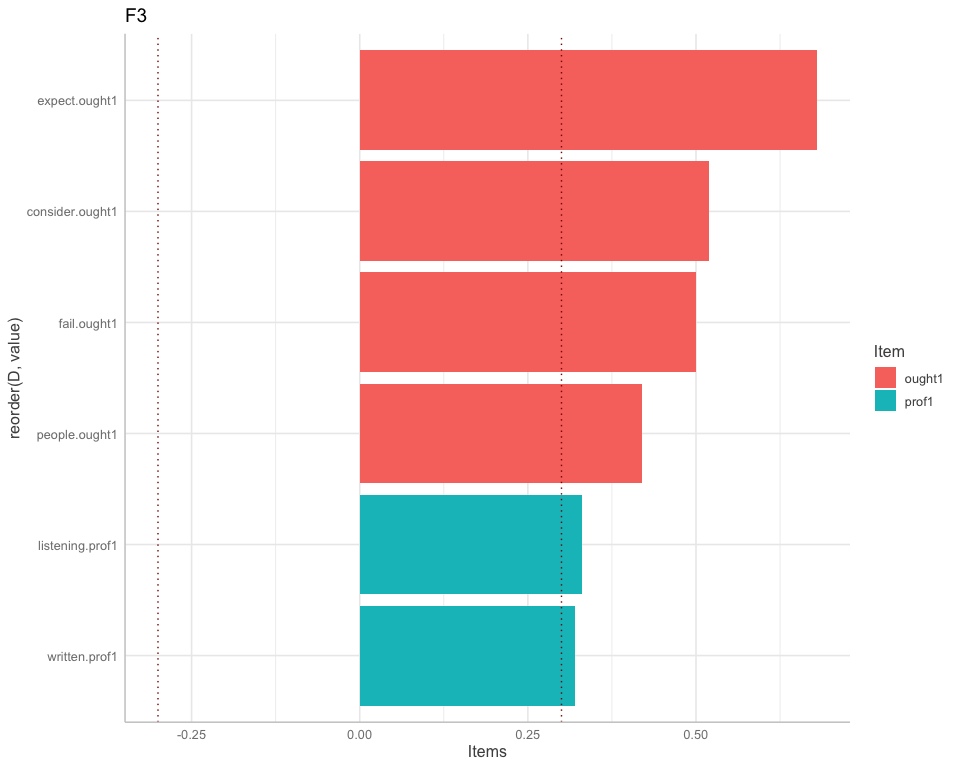 F3
reorder(D, value)
expect.ought1
consider.ought1
fail.ought1
people.ought1
listening.prof1
written.prof1
-0.25
0.00
0.25
0.50
Items
Item
ought1
prof1